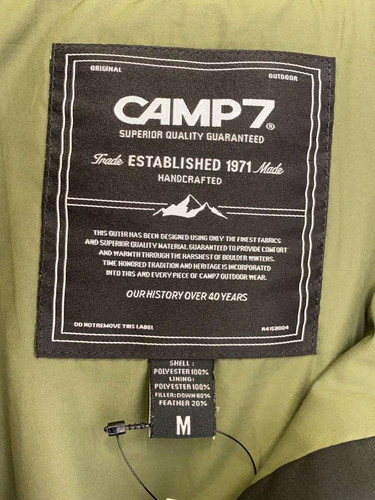 ORIGINAL OUTDOOR
CAMP7®
SUPERIOR QUALITY GUARANTEED
Trade ESTABLISHED 1971 Made
HANDCRAFTED
THIS OUTER HAS BEEN DESIGNED USING ONLY THE FINEST FABRICS
AND SUPERIOR QUALITY MATERIAL. GUARANTEED TO PROVIDE COMFORT
AND WARMTH THROUGH THE HARSHEST OF BOULDER WINTERS.
TIME HONORED TRADITION AND HERITAGE IS INCORPORATED
INTO THIS AND EVERY PIECE OF CAMP7 OUTDOOR WEAR.
OUR HISTORY OVER 40 YEARS
DO NOT REMOVE THIS LABEL R4158004
SHELL :
POLYESTER 100%
LINING:
POLYESTER 100%
FILLER: DOWN 80%
FEATHER 20%
M